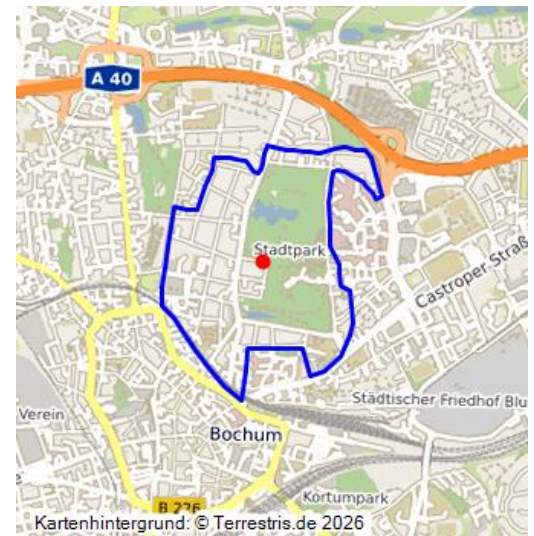 A 40
Stadtpark
Castroper Straß
Städtischer Friedhof Blu
Verein
Bochum
Kortumpark
B 226
Kartenhintergrund: © Terrestris.de 2026